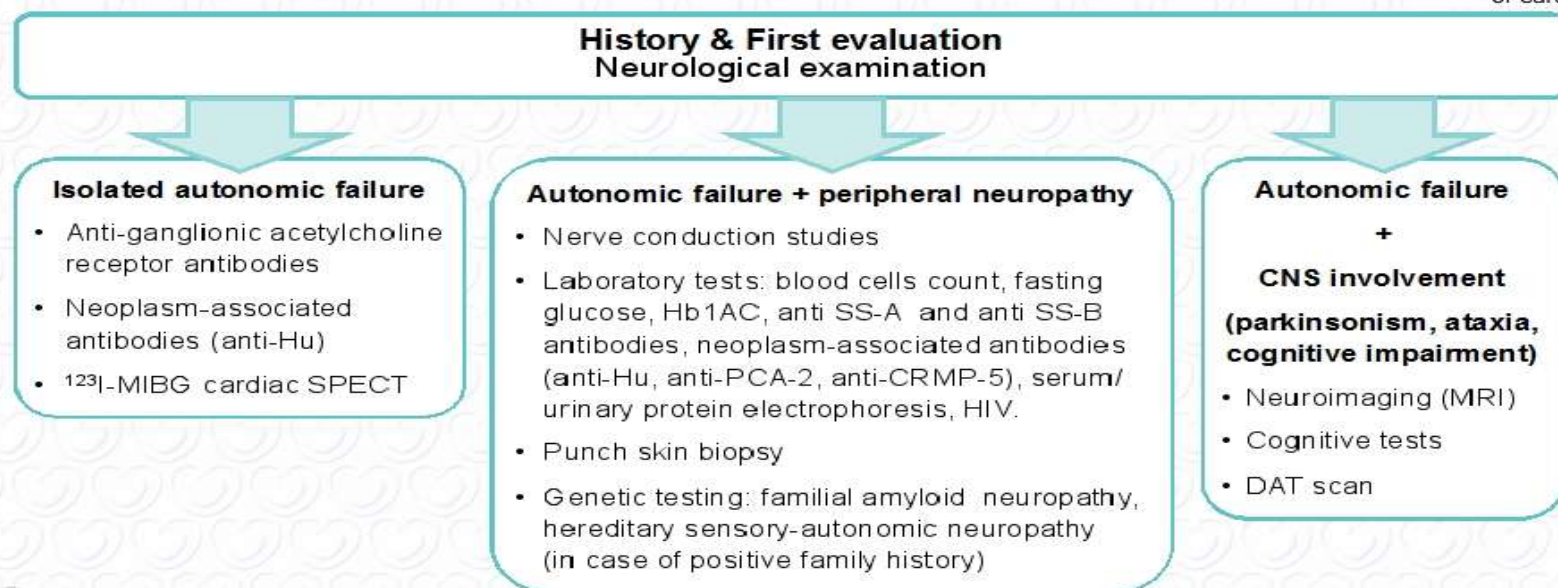 History & First evaluation
Neurological examination
Isolated autonomic failure
• Anti-ganglionic acetylcholine
receptor antibodies
• Neoplasm-associated
antibodies (anti-Hu)
• ¹²³I-MIBG cardiac SPECT
Autonomic failure + peripheral neuropathy
• Nerve conduction studies
• Laboratory tests: blood cells count, fasting
glucose, Hb1AC, anti SS-A and anti SS-B
antibodies, neoplasm-associated antibodies
(anti-Hu, anti-PCA-2, anti-CRMP-5), serum/
urinary protein electrophoresis, HIV.
• Punch skin biopsy
• Genetic testing: familial amyloid neuropathy,
hereditary sensory-autonomic neuropathy
(in case of positive family history)
Autonomic failure
+
CNS involvement
(parkinsonism, ataxia,
cognitive impairment)
• Neuroimaging (MRI)
• Cognitive tests
• DAT scan